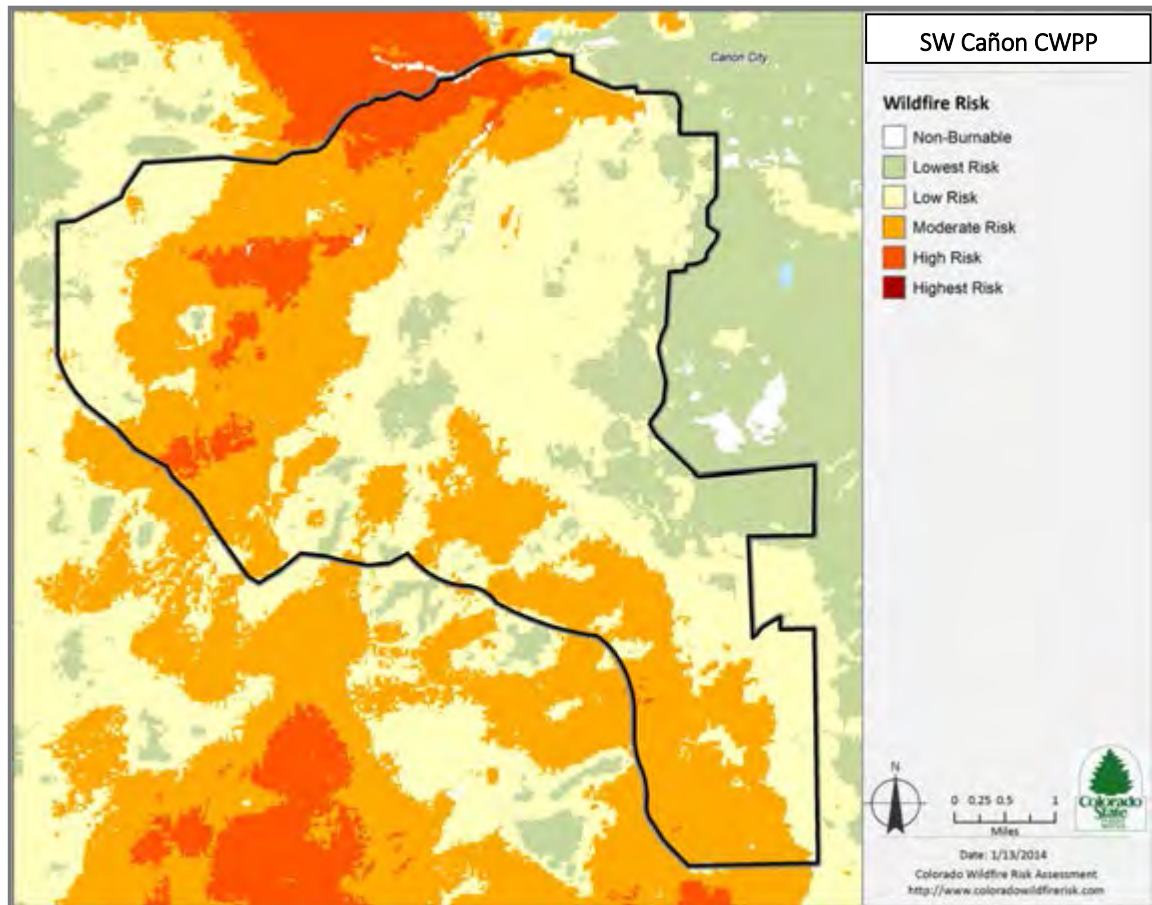 SW Cañon CWPP
Canon City
Wildfire Risk
Non-Burnable
Lowest Risk
Low Risk
Moderate Risk
High Risk
Highest Risk
N
0 0.25 0.5 1
Miles
Colorado
State
Date: 1/13/2014
Colorado Wildfire Risk Assessment
http://www.coloradowildfirerisk.com